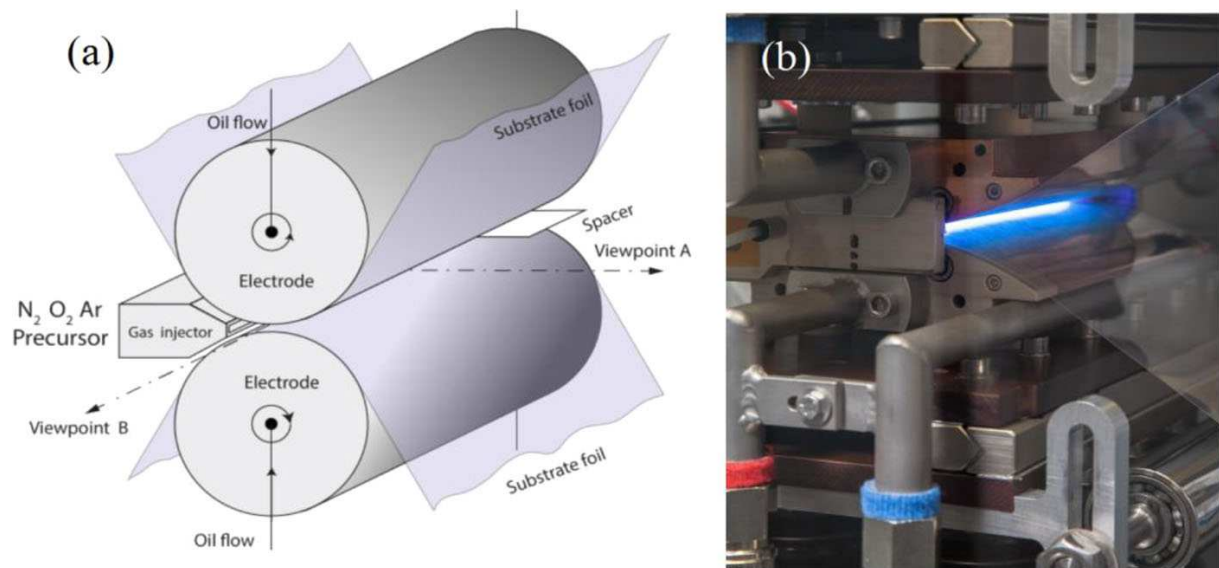 (a)
Oil flow
Substrate foil
Electrode
Spacer
Viewpoint A
N₂ O₂ Ar
Precursor
Gas injector
Electrode
Viewpoint B
Substrate foil
Oil flow
(b)